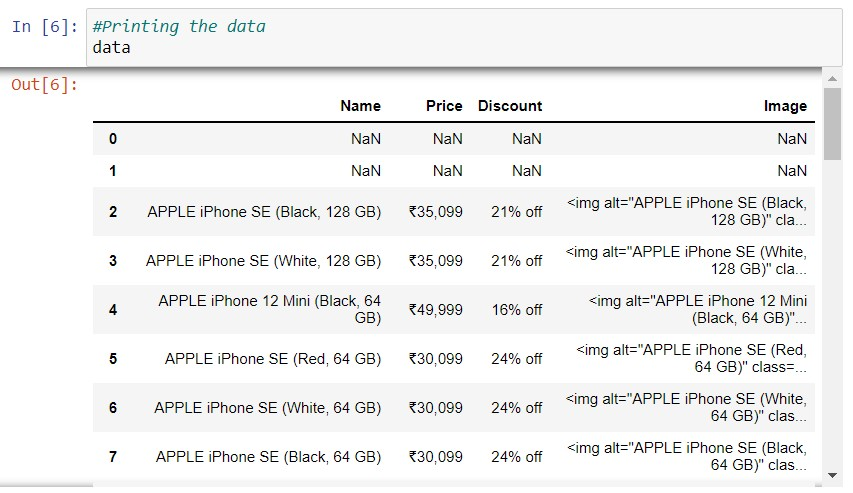 In [6]: #Printing the data
data
Out[6]:
Name Price Discount Image
0 NaN NaN NaN NaN
1 NaN NaN NaN NaN
2 APPLE iPhone SE (Black, 128 GB) ₹35,099 21% off <img alt="APPLE iPhone SE (Black,
128 GB)" cla...
3 APPLE iPhone SE (White, 128 GB) ₹35,099 21% off <img alt="APPLE iPhone SE (White,
128 GB)" cla...
4 APPLE iPhone 12 Mini (Black, 64
GB) ₹49,999 16% off <img alt="APPLE iPhone 12 Mini
(Black, 64 GB)"...
5 APPLE iPhone SE (Red, 64 GB) ₹30,099 24% off <img alt="APPLE iPhone SE (Red,
64 GB)" class=...
6 APPLE iPhone SE (White, 64 GB) ₹30,099 24% off <img alt="APPLE iPhone SE (White,
64 GB)" clas...
7 APPLE iPhone SE (Black, 64 GB) ₹30,099 24% off <img alt="APPLE iPhone SE (Black,
64 GB)" clas...